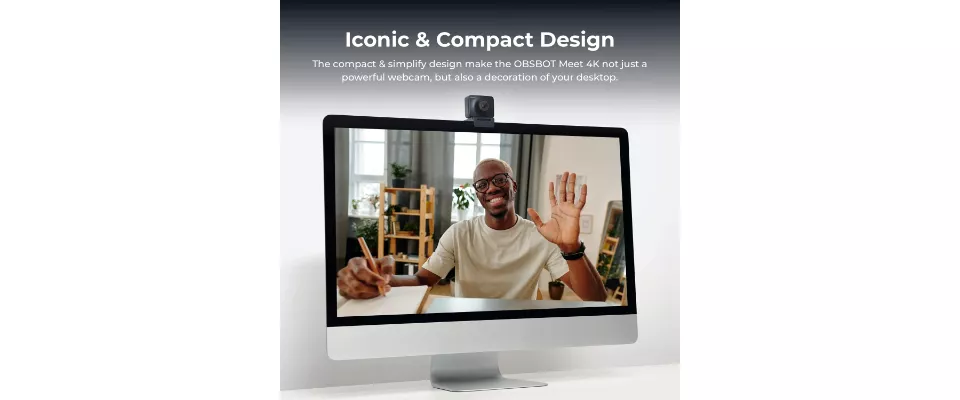 Iconic & Compact Design
The compact & simplify design make the OBSBOT Meet 4K not just a
powerful webcam, but also a decoration of your desktop.